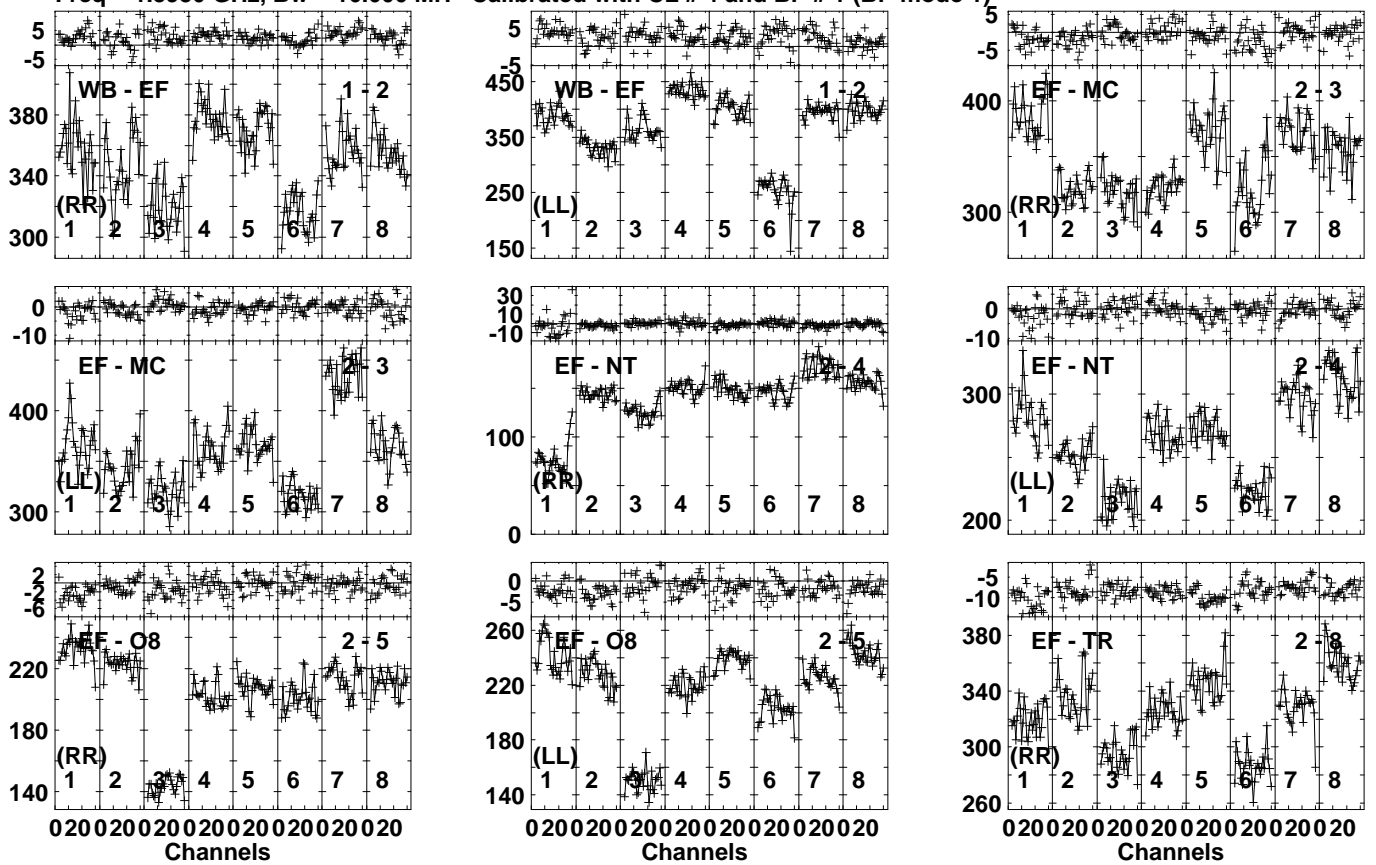 5
-5
WB - EF 1 - 2
380
340
(RR)
300
1 2 3 4 5 6 7 8
5
-5
450
WB - EF 1 - 2
350
250
(LL)
150
1 2 3 4 5 6 7 8
5
-5
EF - MC 2 - 3
400
300
(RR)
1 2 3 4 5 6 7 8
0
-10
EF - MC 2 - 3
400
(LL)
300
1 2 3 4 5 6 7 8
30
10
-10
EF - NT 2 - 4
100
(RR)
0
1 2 3 4 5 6 7 8
0
-10
EF - NT 2 - 4
300
(LL)
200
1 2 3 4 5 6 7 8
2
-2
-6
EF - O8 2 - 5
220
180
(RR)
140
1 2 3 4 5 6 7 8
0 20 0 20 0 20 0 20 0 20 0 20 0 20 0 20
Channels
0
-5
260
EF - O8 2 - 5
220
180
(LL)
140
1 2 3 4 5 6 7 8
0 20 0 20 0 20 0 20 0 20 0 20 0 20 0 20
Channels
-5
-10
380
EF - TR 2 - 8
340
300
(RR)
260
1 2 3 4 5 6 7 8
0 20 0 20 0 20 0 20 0 20 0 20 0 20 0 20
Channels